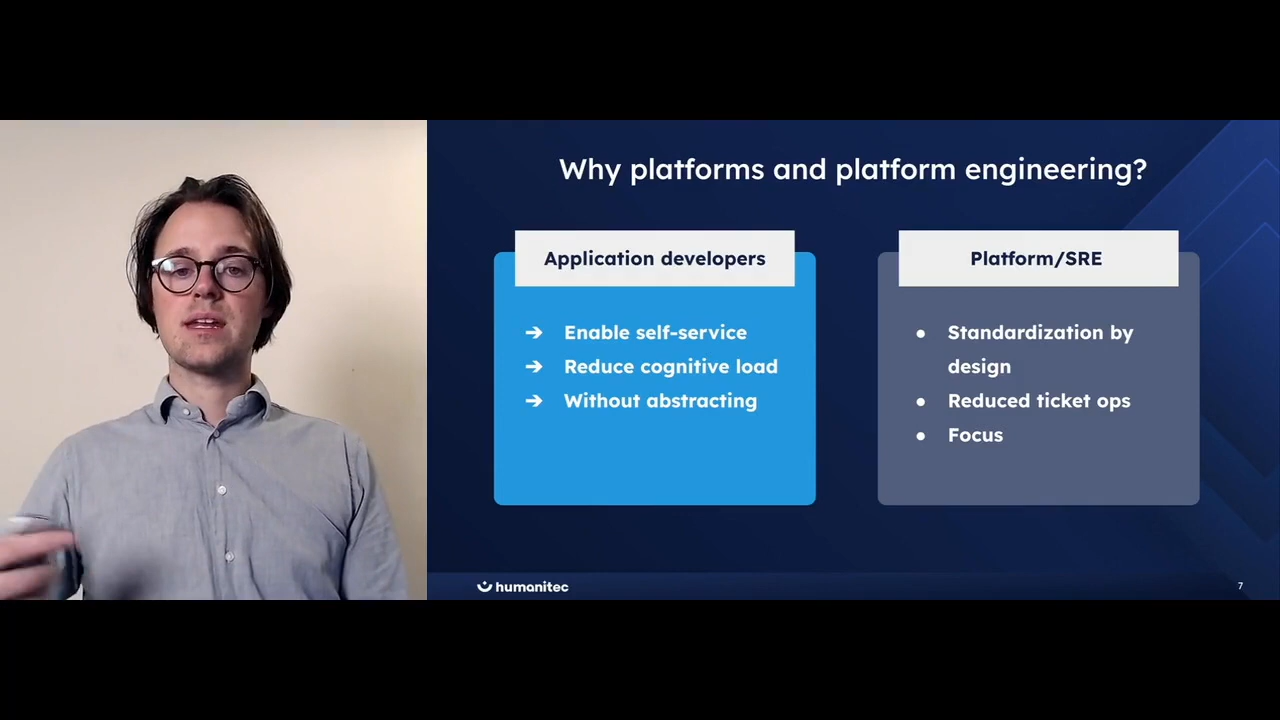 Why platforms and platform engineering?
Application developers
➔ Enable self-service
➔ Reduce cognitive load
➔ Without abstracting
Platform/SRE
● Standardization by
design
● Reduced ticket ops
● Focus
humanitec
7